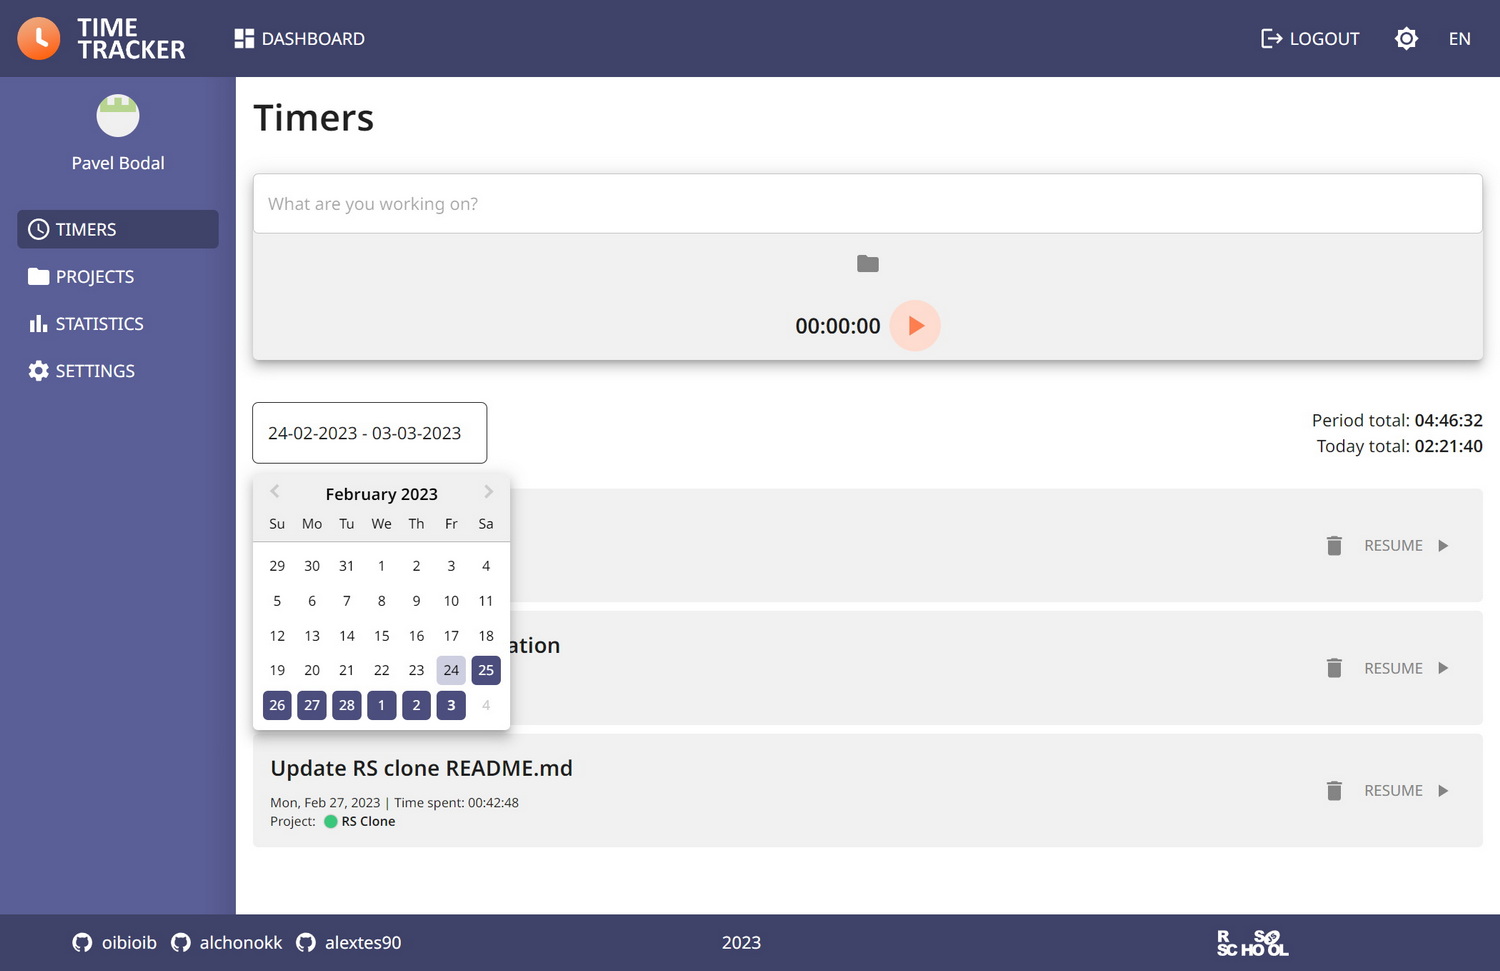 TIME
TRACKER
DASHBOARD
LOGOUT
EN
Pavel Bodal
TIMERS
PROJECTS
STATISTICS
SETTINGS
Timers
What are you working on?
00:00:00
24-02-2023 - 03-03-2023
Period total: 04:46:32
Today total: 02:21:40
February 2023
Su Mo Tu We Th Fr Sa
29 30 31 1 2 3 4
5 6 7 8 9 10 11
12 13 14 15 16 17 18
19 20 21 22 23 24 25
26 27 28 1 2 3 4
RESUME
ation
RESUME
Update RS clone README.md
Mon, Feb 27, 2023 | Time spent: 00:42:48
Project: RS Clone
RESUME
oibioib alchonokk alextes90
2023
R S
SCHOOL